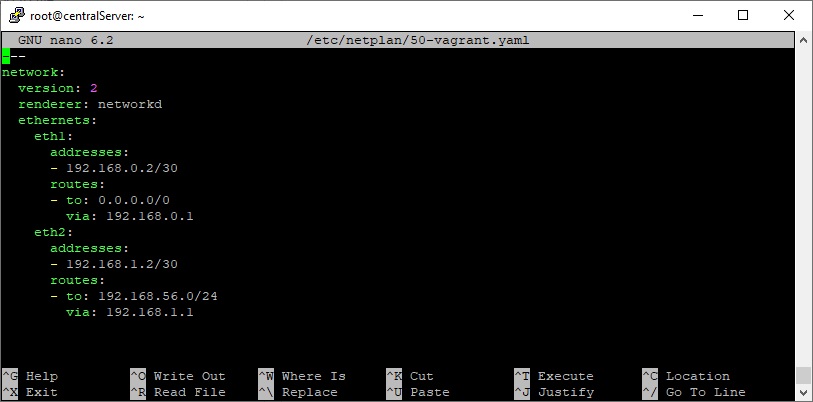 root@centralServer: ~
GNU nano 6.2 /etc/netplan/50-vagrant.yaml
---
network:
  version: 2
  renderer: networkd
  ethernets:
    eth1:
      addresses:
      - 192.168.0.2/30
      routes:
      - to: 0.0.0.0/0
        via: 192.168.0.1
    eth2:
      addresses:
      - 192.168.1.2/30
      routes:
      - to: 192.168.56.0/24
        via: 192.168.1.1
^G Help ^O Write Out ^W Where Is ^K Cut ^T Execute ^C Location
^X Exit ^R Read File ^\ Replace ^U Paste ^J Justify ^/ Go To Line